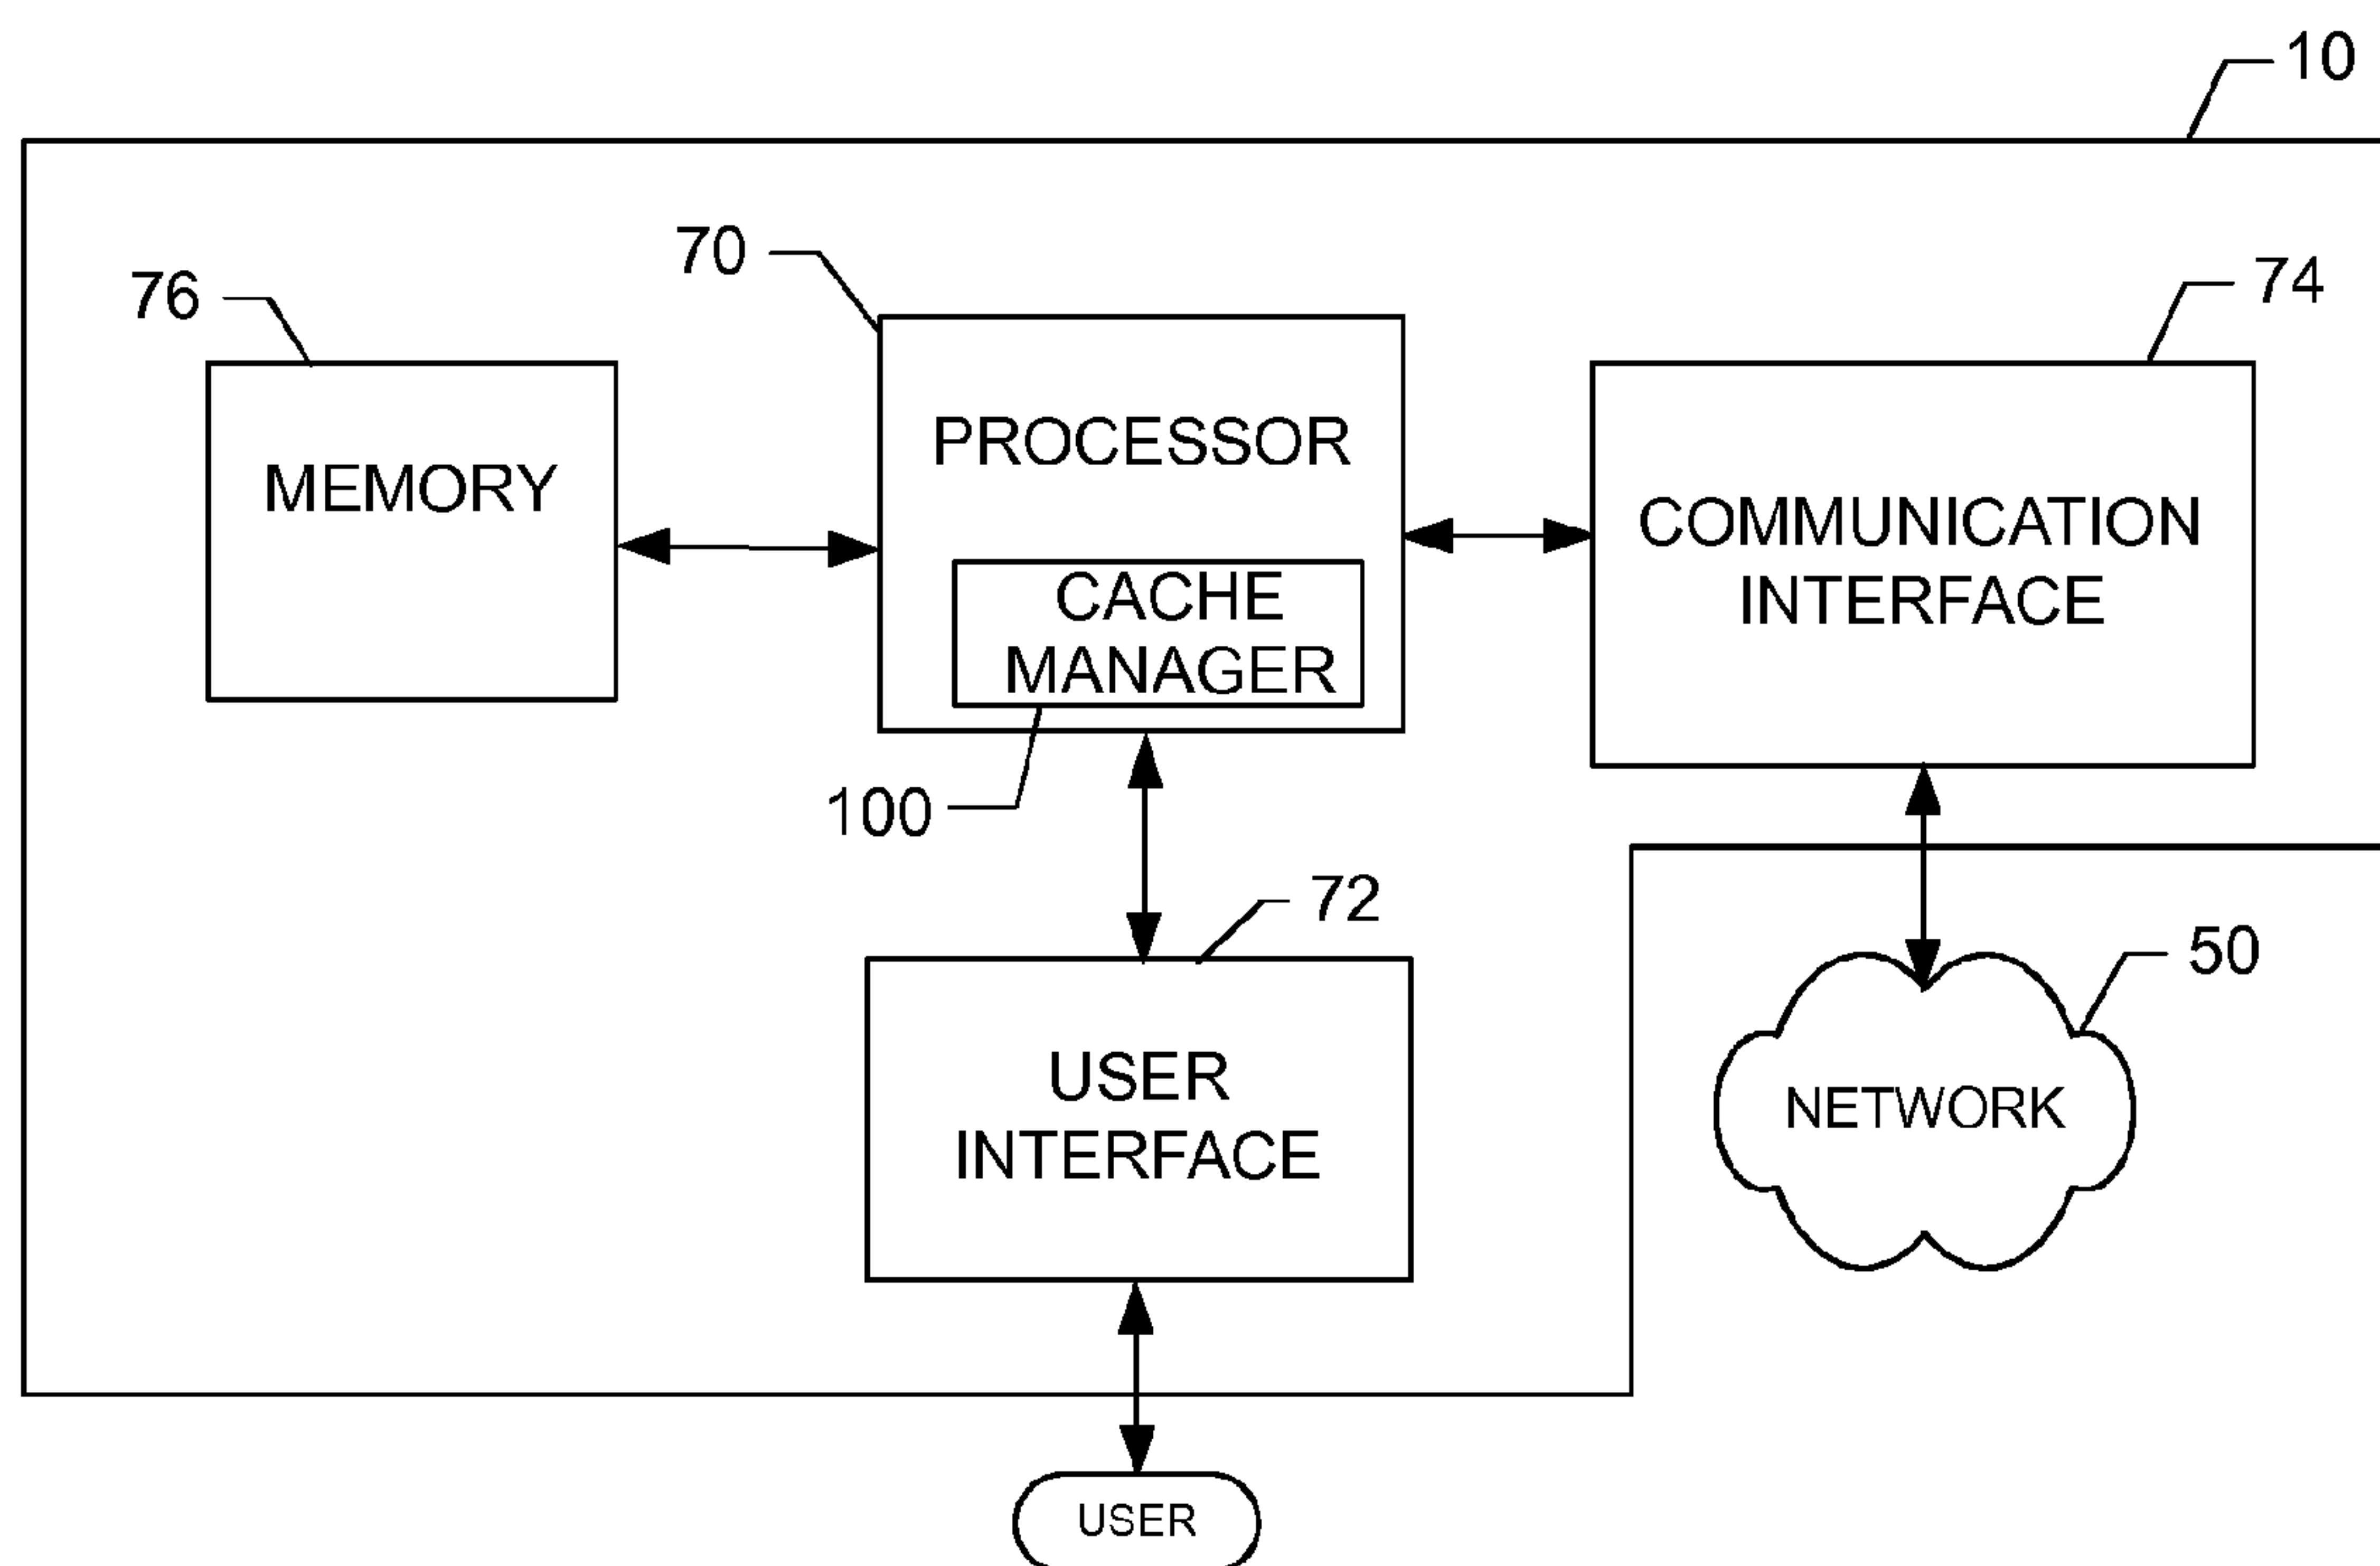 10
70
74
76
PROCESSOR
MEMORY
COMMUNICATION
INTERFACE
CACHE
MANAGER
100
72
50
USER
INTERFACE
NETWORK
USER